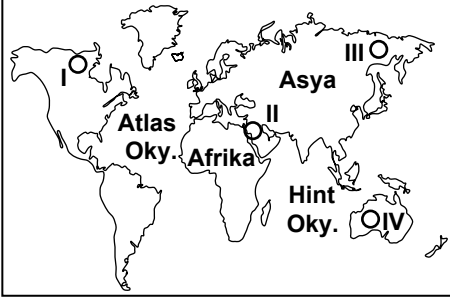 III
I
Asya
II
Atlas
Oky.
Afrika
Hint
Oky.
IV